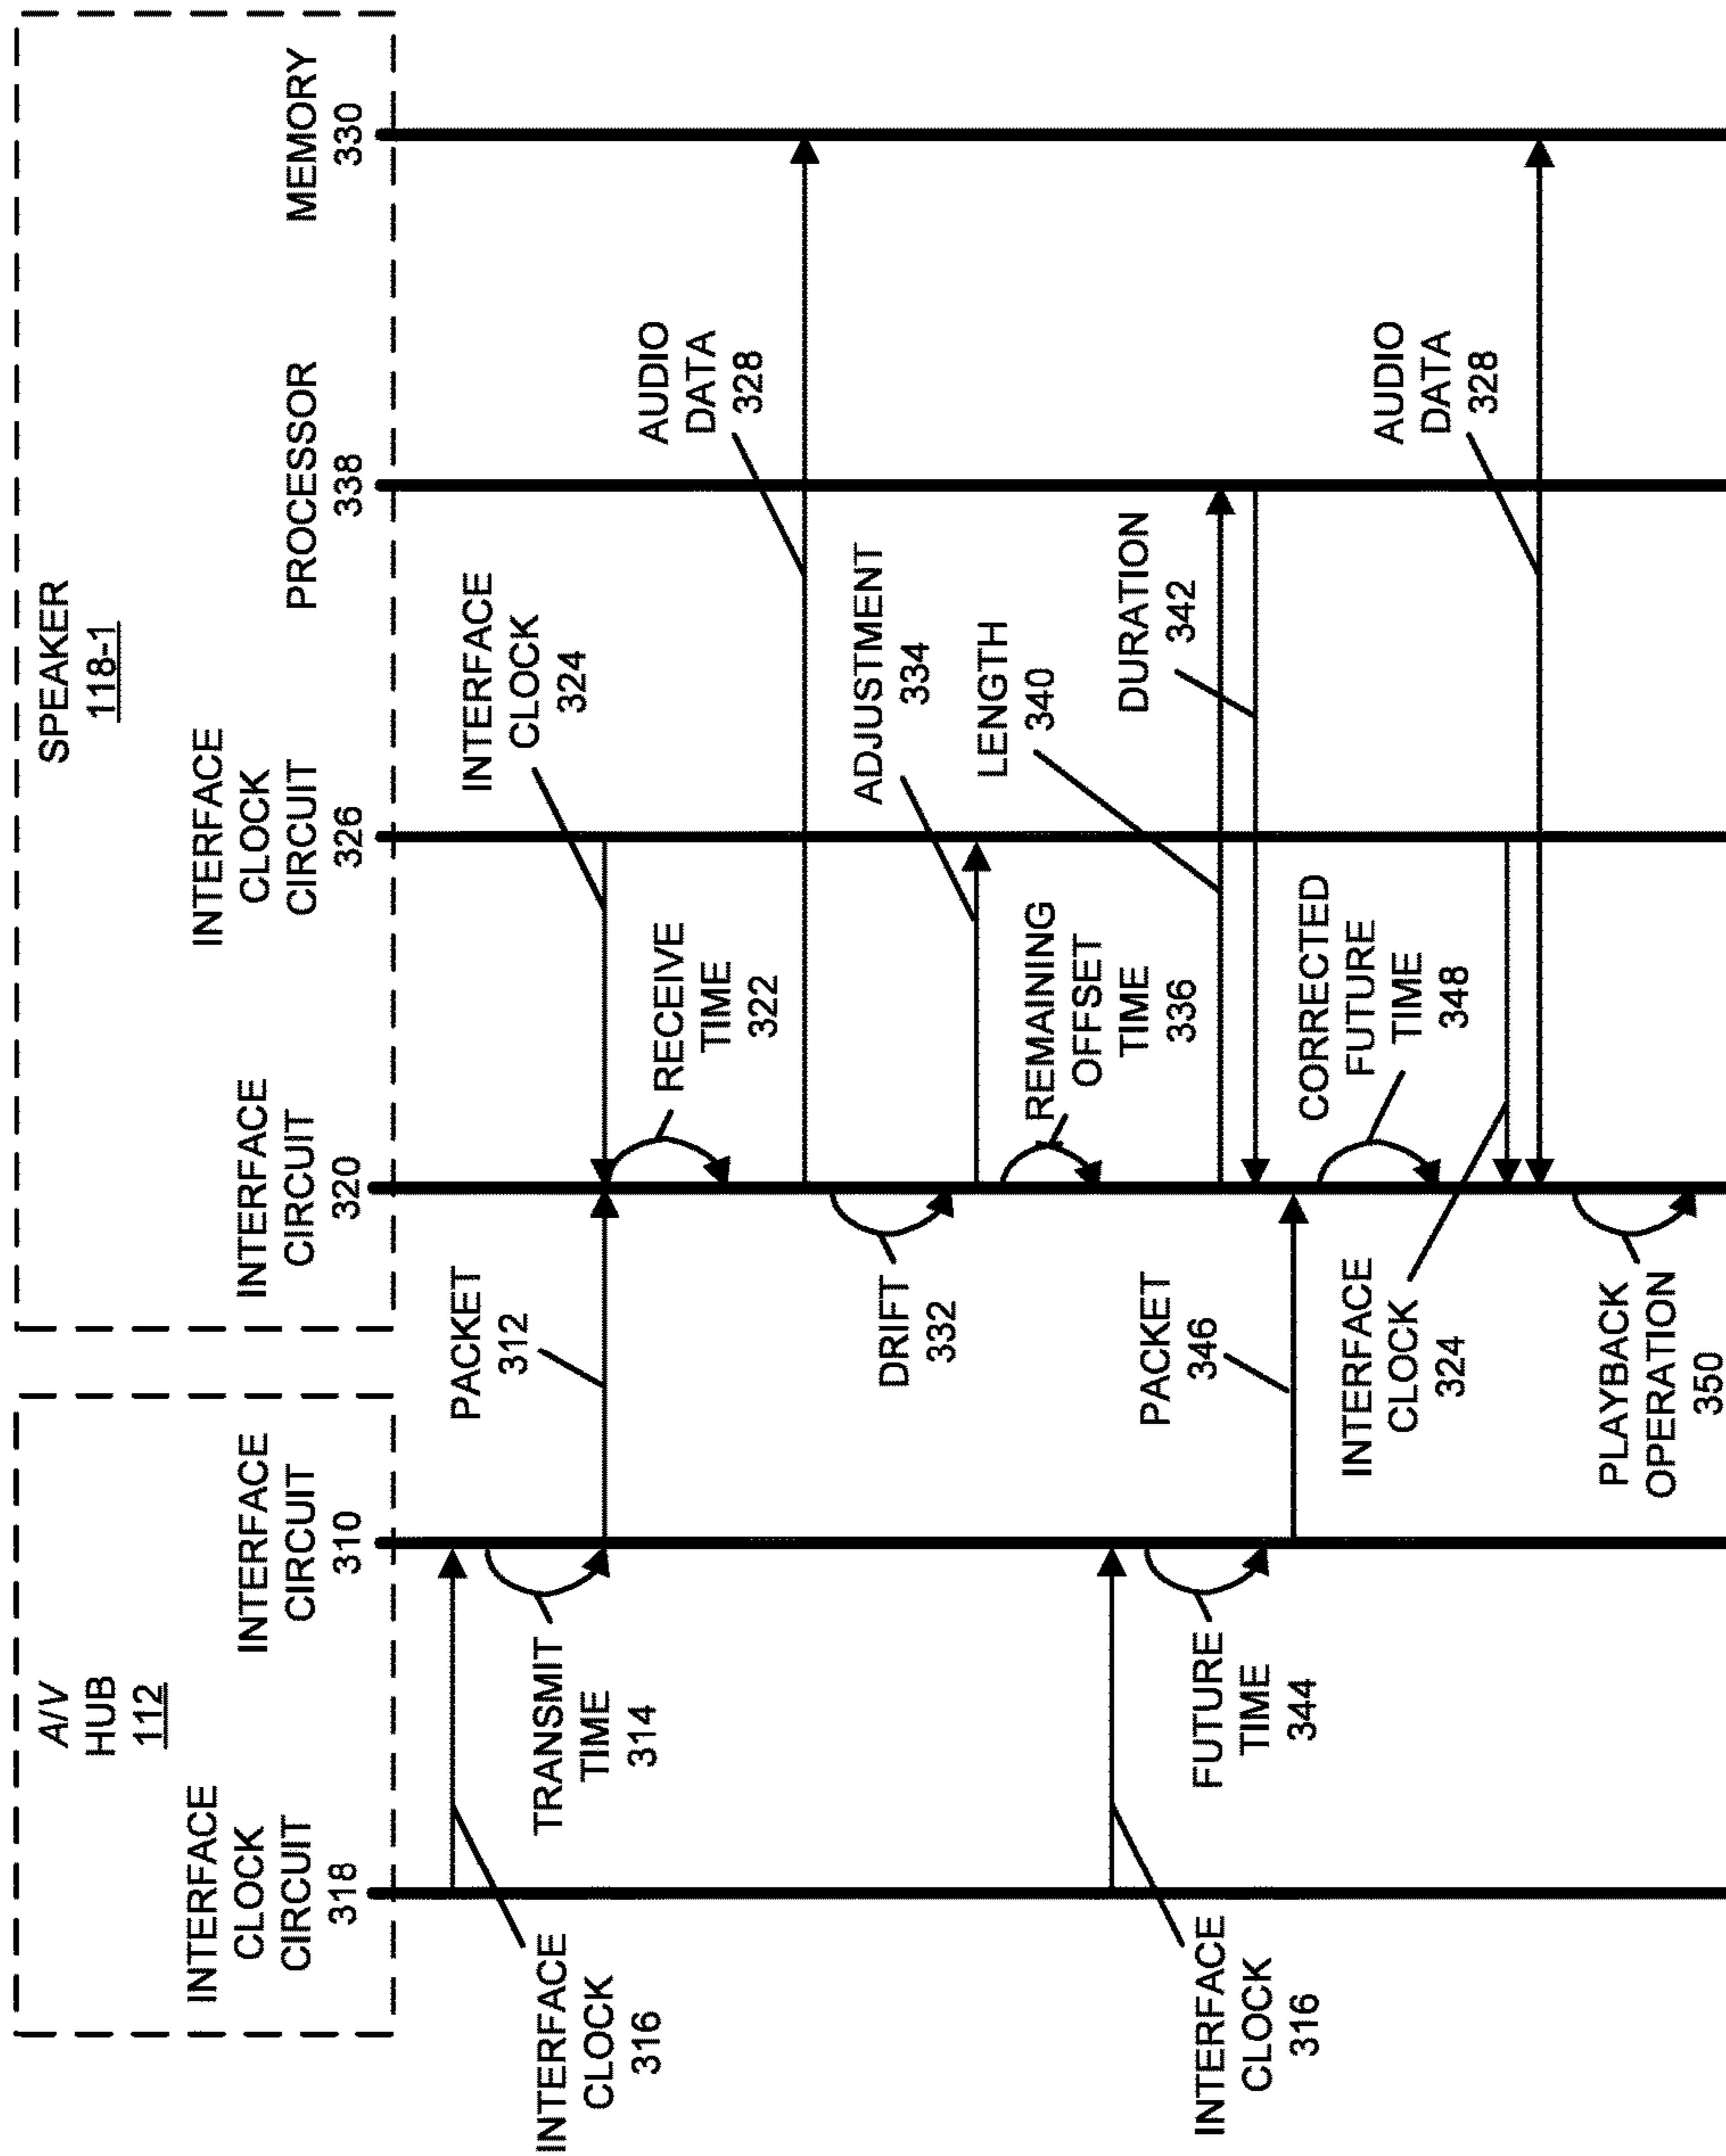 A/V
HUB
112
SPEAKER
118-1
INTERFACE
CLOCK
CIRCUIT
318
INTERFACE
CIRCUIT
310
INTERFACE
CIRCUIT
320
INTERFACE
CLOCK
CIRCUIT
326
PROCESSOR
338
MEMORY
330
INTERFACE
CLOCK
316
TRANSMIT
TIME
314
PACKET
312
INTERFACE
CLOCK
324
RECEIVE
TIME
322
AUDIO
DATA
328
DRIFT
332
ADJUSTMENT
334
REMAINING
OFFSET
TIME
336
LENGTH
340
DURATION
342
INTERFACE
CLOCK
316
FUTURE
TIME
344
PACKET
346
CORRECTED
FUTURE
TIME
348
INTERFACE
CLOCK
324
AUDIO
DATA
328
PLAYBACK
OPERATION
350